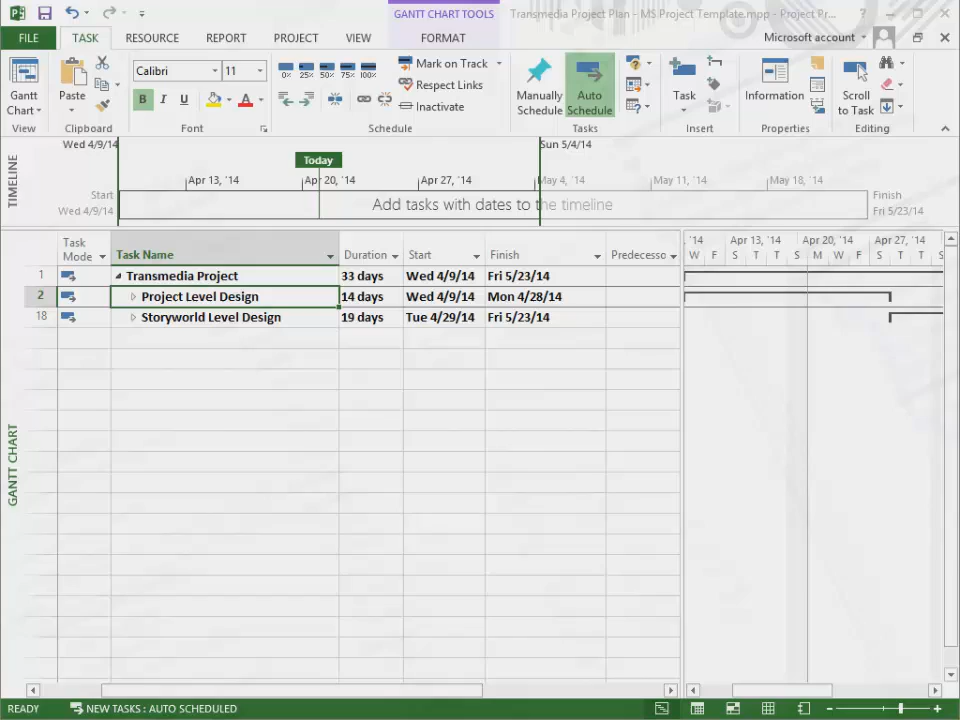 GANTT CHART TOOLS
Transmedia Project Plan - MS Project Template.mpp - Project Pr...
?
FILE TASK RESOURCE REPORT PROJECT VIEW FORMAT
Microsoft account
Gantt Chart
Paste
Calibri 11
B I U A
0% 25% 50% 75% 100%
Mark on Track
Respect Links
Inactivate
Manually Schedule
Auto Schedule
Task
Information
Scroll to Task
View Clipboard Font Schedule Tasks Insert Properties Editing
TIMELINE
Wed 4/9/14 Sun 5/4/14
Today
Apr 13, '14 Apr 20, '14 Apr 27, '14 May 4, '14 May 11, '14 May 18, '14
Start
Wed 4/9/14
Add tasks with dates to the timeline
Finish
Fri 5/23/14
GANTT CHART
Task Mode Task Name Duration Start Finish Predecesso
'14 Apr 13, '14 Apr 20, '14 Apr 27, '14
W F S T T S M W F S T T S
1 Transmedia Project 33 days Wed 4/9/14 Fri 5/23/14
2 Project Level Design 14 days Wed 4/9/14 Mon 4/28/14
18 Storyworld Level Design 19 days Tue 4/29/14 Fri 5/23/14
READY NEW TASKS : AUTO SCHEDULED